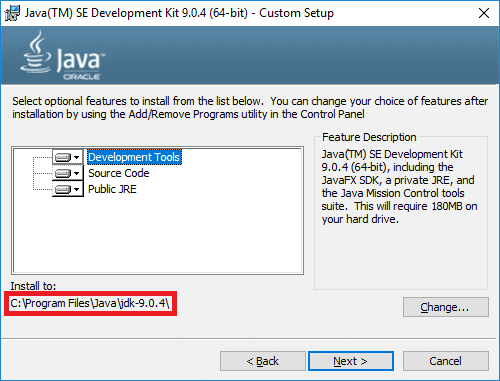 Java(TM) SE Development Kit 9.0.4 (64-bit) - Custom Setup
Java
ORACLE
Select optional features to install from the list below. You can change your choice of features after
installation by using the Add/Remove Programs utility in the Control Panel
Development Tools
Source Code
Public JRE
Feature Description
Java(TM) SE Development Kit
9.0.4 (64-bit), including the
JavaFX SDK, a private JRE, and
the Java Mission Control tools
suite. This will require 180MB on
your hard drive.
Install to:
C:\Program Files\Java\jdk-9.0.4\
Change...
< Back
Next >
Cancel